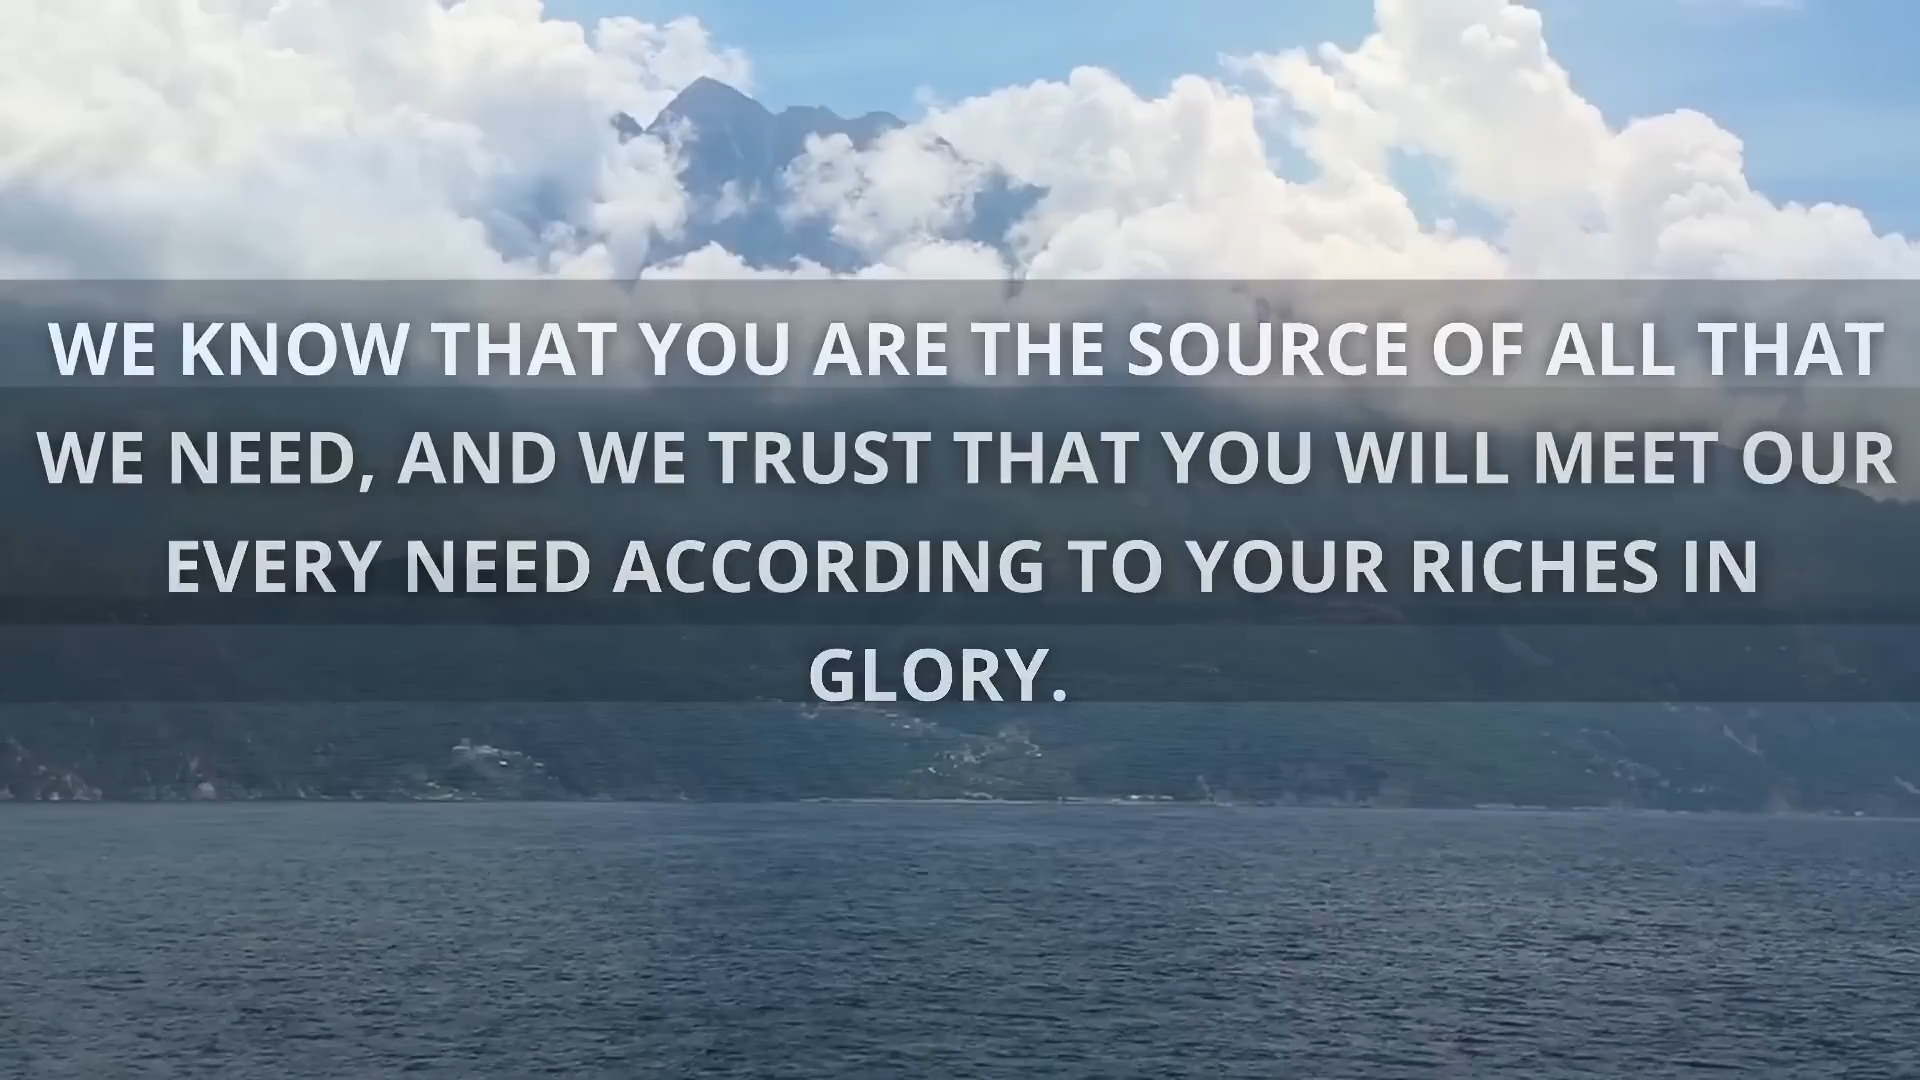 WE KNOW THAT YOU ARE THE SOURCE OF ALL THAT
WE NEED, AND WE TRUST THAT YOU WILL MEET OUR
EVERY NEED ACCORDING TO YOUR RICHES IN
GLORY.